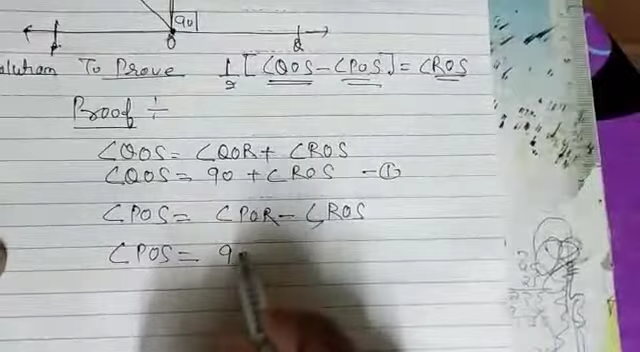 90
P O Q
Solution To Prove 1/2 [∠QOS - ∠POS] = ∠ROS
Proof ÷
∠QOS = ∠QOR + ∠ROS
∠QOS = 90 + ∠ROS - ①
∠POS = ∠POR - ∠ROS
∠POS = 9